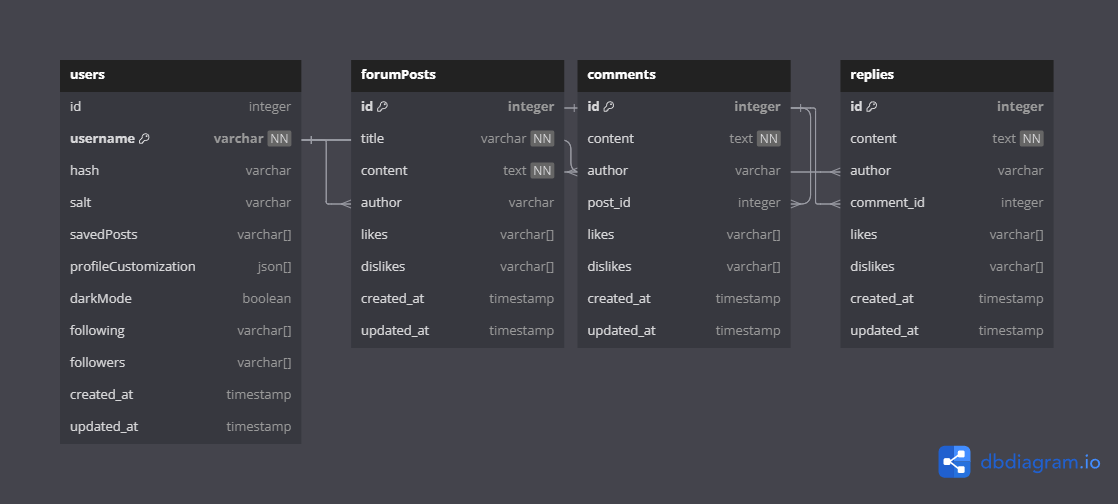 users
id integer
username varchar NN
hash varchar
salt varchar
savedPosts varchar[]
profileCustomization json[]
darkMode boolean
following varchar[]
followers varchar[]
created_at timestamp
updated_at timestamp
forumPosts
id integer
title varchar NN
content text NN
author varchar
likes varchar[]
dislikes varchar[]
created_at timestamp
updated_at timestamp
comments
id integer
content text NN
author varchar
post_id integer
likes varchar[]
dislikes varchar[]
created_at timestamp
updated_at timestamp
replies
id integer
content text NN
author varchar
comment_id integer
likes varchar[]
dislikes varchar[]
created_at timestamp
updated_at timestamp
dbdiagram.io